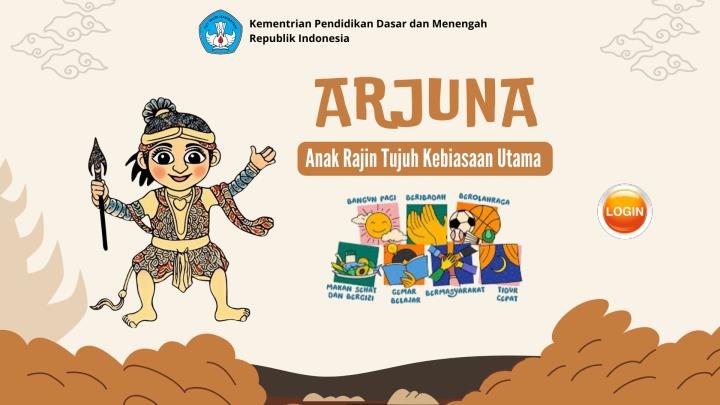 Kementrian Pendidikan Dasar dan Menengah
Republik Indonesia
ARJUNA
Anak Rajin Tujuh Kebiasaan Utama
BANGUN PAGI
BERIBADAH
BEROLAHRAGA
LOGIN
MAKAN SEHAT
DAN BERGIZI
GEMAR
BELAJAR
BERMASYARAKAT
TIDUR
CEPAT